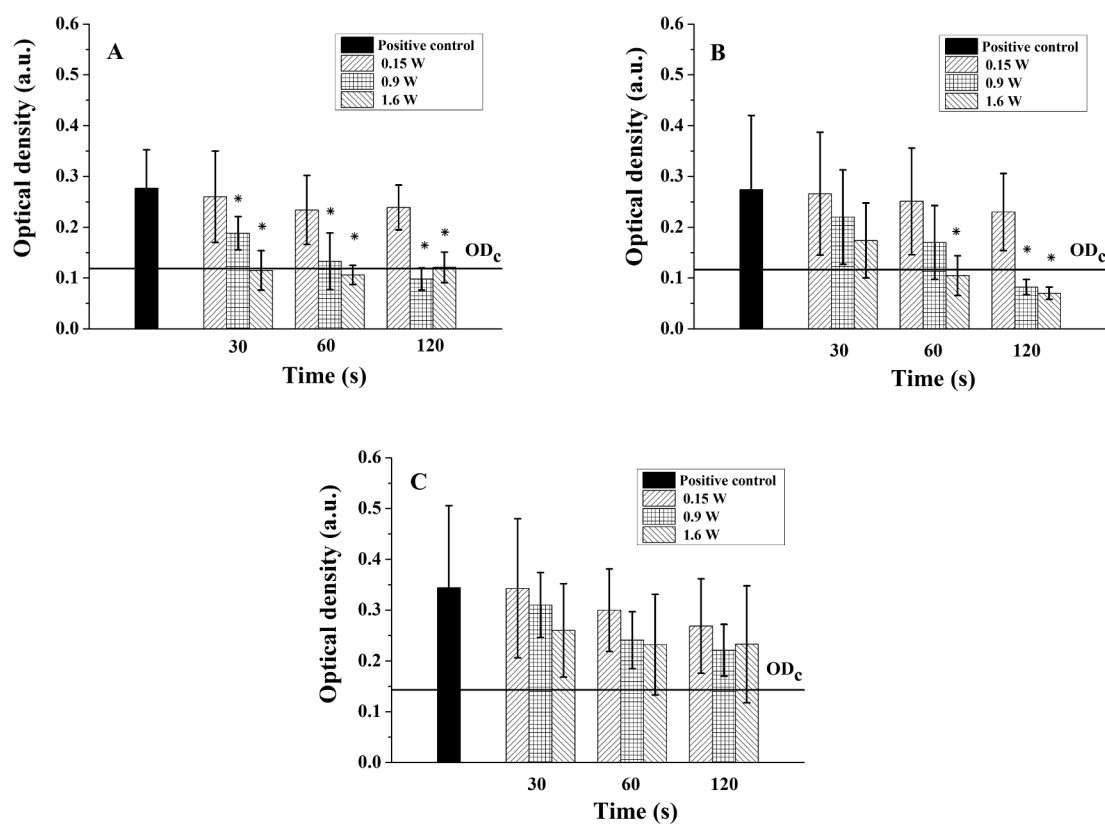 A
Optical density (a.u.)
0.6
0.5
0.4
0.3
0.2
0.1
0.0
Positive control
0.15 W
0.9 W
1.6 W
* * * * * *
ODc
30 60 120
Time (s)
B
Optical density (a.u.)
0.6
0.5
0.4
0.3
0.2
0.1
0.0
Positive control
0.15 W
0.9 W
1.6 W
* * *
ODc
30 60 120
Time (s)
C
Optical density (a.u.)
0.6
0.5
0.4
0.3
0.2
0.1
0.0
Positive control
0.15 W
0.9 W
1.6 W
ODc
30 60 120
Time (s)